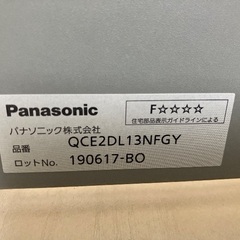 Panasonic
F☆☆☆☆
住宅部品表示ガイドラインによる
パナソニック株式会社
品番 QCE2DL13NFGY
ロットNo. 190617-BO